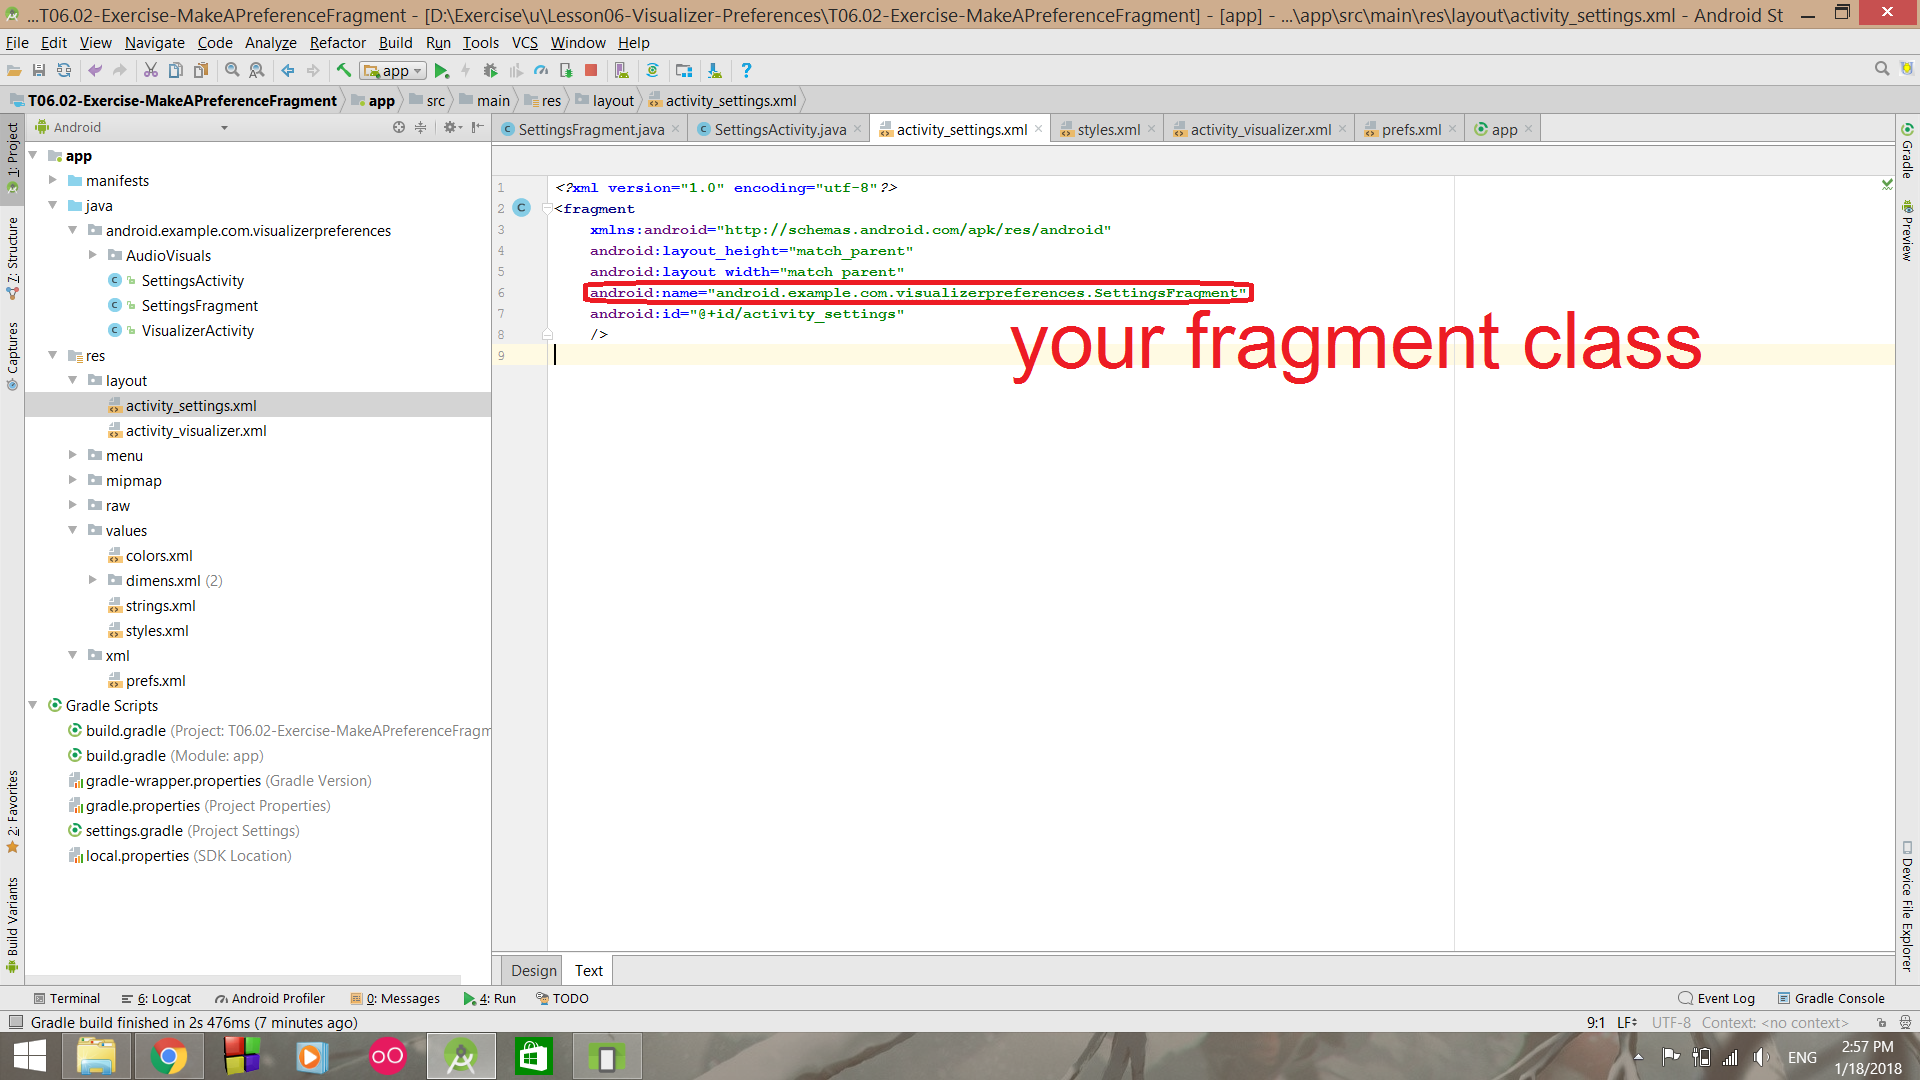 ...T06.02-Exercise-MakeAPreferenceFragment - [D:\Exercise\u\Lesson06-Visualizer-Preferences\T06.02-Exercise-MakeAPreferenceFragment] - [app] - ...\app\src\main\res\layout\activity_settings.xml - Android St
File Edit View Navigate Code Analyze Refactor Build Run Tools VCS Window Help
app
T06.02-Exercise-MakeAPreferenceFragment app src main res layout activity_settings.xml
1: Project
Z: Structure
Captures
2: Favorites
Build Variants
Android
app
manifests
java
android.example.com.visualizerpreferences
AudioVisuals
SettingsActivity
SettingsFragment
VisualizerActivity
res
layout
activity_settings.xml
activity_visualizer.xml
menu
mipmap
raw
values
colors.xml
dimens.xml (2)
strings.xml
styles.xml
xml
prefs.xml
Gradle Scripts
build.gradle (Project: T06.02-Exercise-MakeAPreferenceFragm
build.gradle (Module: app)
gradle-wrapper.properties (Gradle Version)
gradle.properties (Project Properties)
settings.gradle (Project Settings)
local.properties (SDK Location)
SettingsFragment.java SettingsActivity.java activity_settings.xml styles.xml activity_visualizer.xml prefs.xml app
1 <?xml version="1.0" encoding="utf-8"?>
2 <fragment
3 xmlns:android="http://schemas.android.com/apk/res/android"
4 android:layout_height="match_parent"
5 android:layout_width="match_parent"
6 android:name="android.example.com.visualizerpreferences.SettingsFragment"
7 android:id="@+id/activity_settings"
8 />
9
your fragment class
Design Text
Gradle
Preview
Device File Explorer
Terminal 6: Logcat Android Profiler 0: Messages 4: Run TODO Event Log Gradle Console
Gradle build finished in 2s 476ms (7 minutes ago) 9:1 LF UTF-8 Context: <no context>
ENG
2:57 PM
1/18/2018